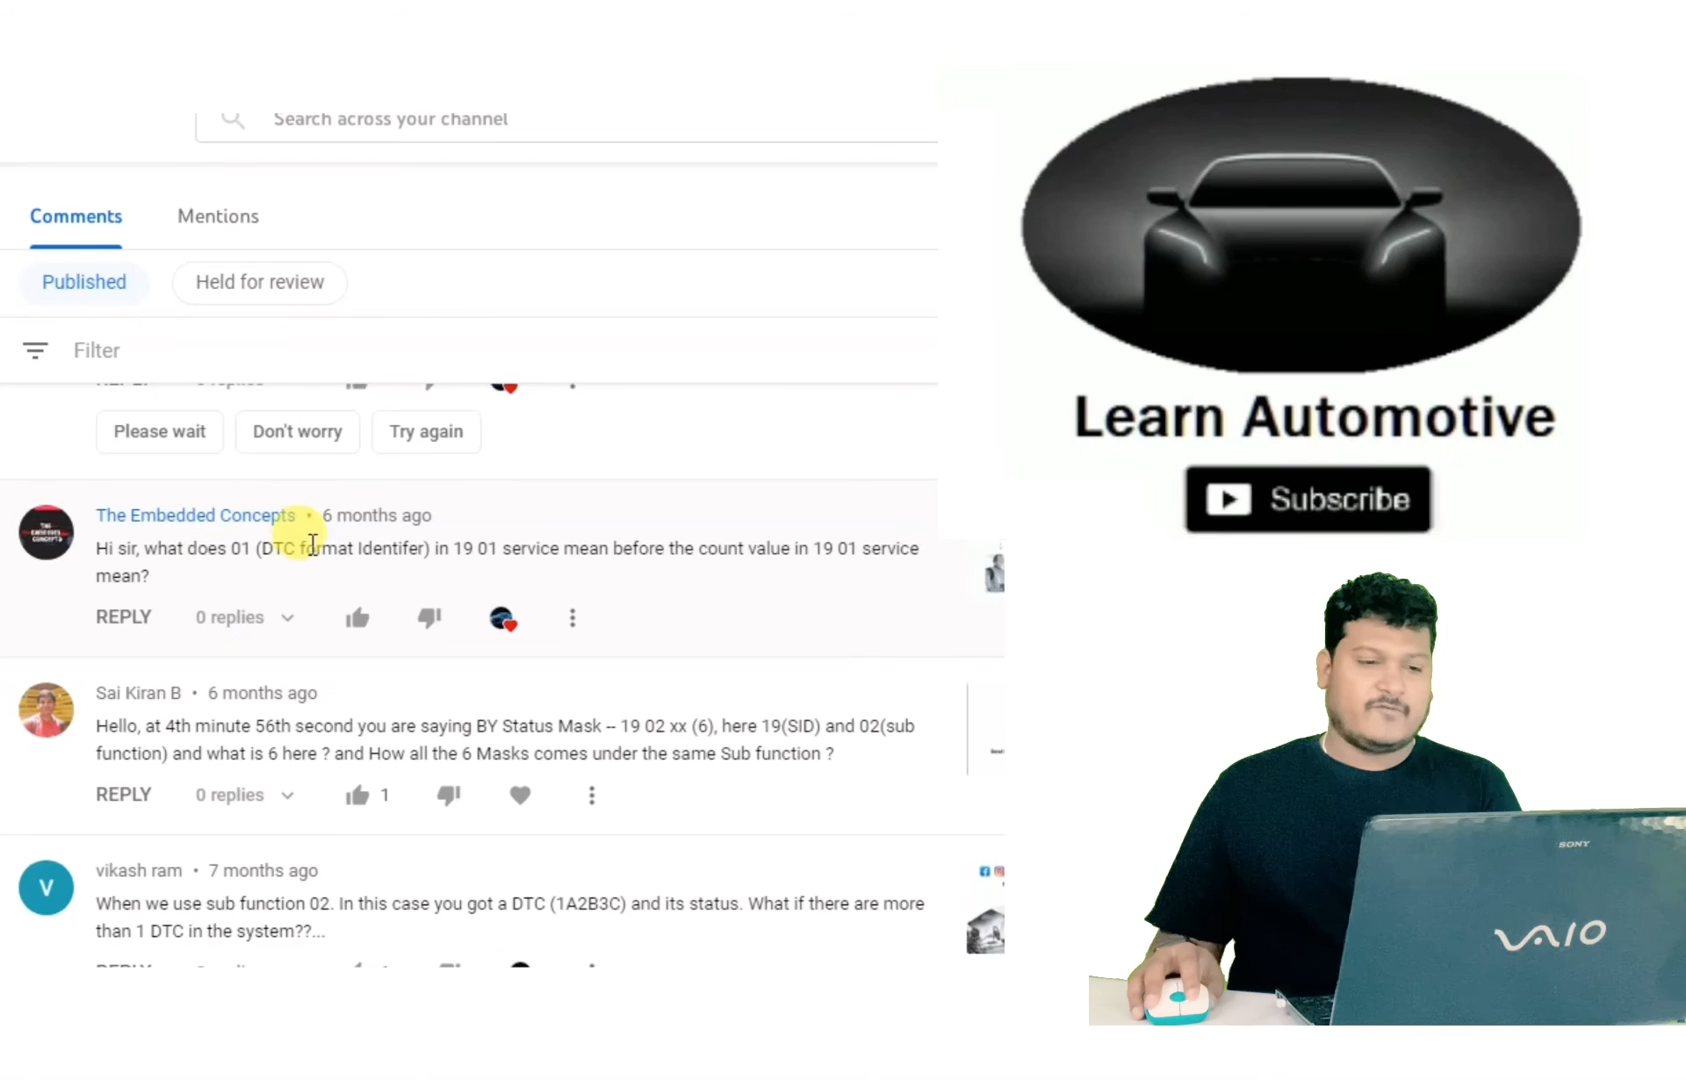 Search across your channel
Comments
Mentions
Published
Held for review
Filter
Please wait
Don't worry
Try again
The Embedded Concepts • 6 months ago
Hi sir, what does 01 (DTC format Identifer) in 19 01 service mean before the count value in 19 01 service
mean?
REPLY
0 replies
Sai Kiran B • 6 months ago
Hello, at 4th minute 56th second you are saying BY Status Mask -- 19 02 xx (6), here 19(SID) and 02(sub
function) and what is 6 here ? and How all the 6 Masks comes under the same Sub function ?
REPLY
0 replies
1
V
vikash ram • 7 months ago
When we use sub function 02. In this case you got a DTC (1A2B3C) and its status. What if there are more
than 1 DTC in the system??...
Learn Automotive
Subscribe
SONY
VAIO